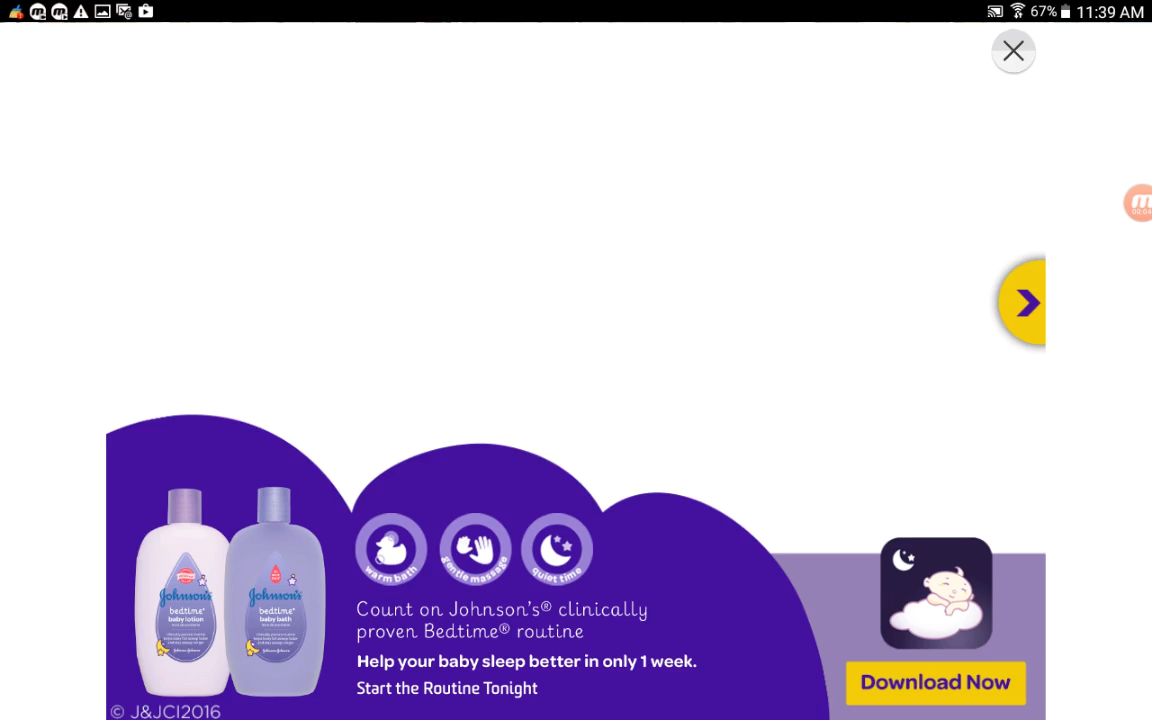 67% 11:39 AM
00:04
Johnson's
bedtime*
baby lotion
Johnson's
bedtime*
baby bath
warm bath
gentle massage
quiet time
Count on Johnson's® clinically
proven Bedtime® routine
Help your baby sleep better in only 1 week.
Start the Routine Tonight
Download Now
© J&JCI2016